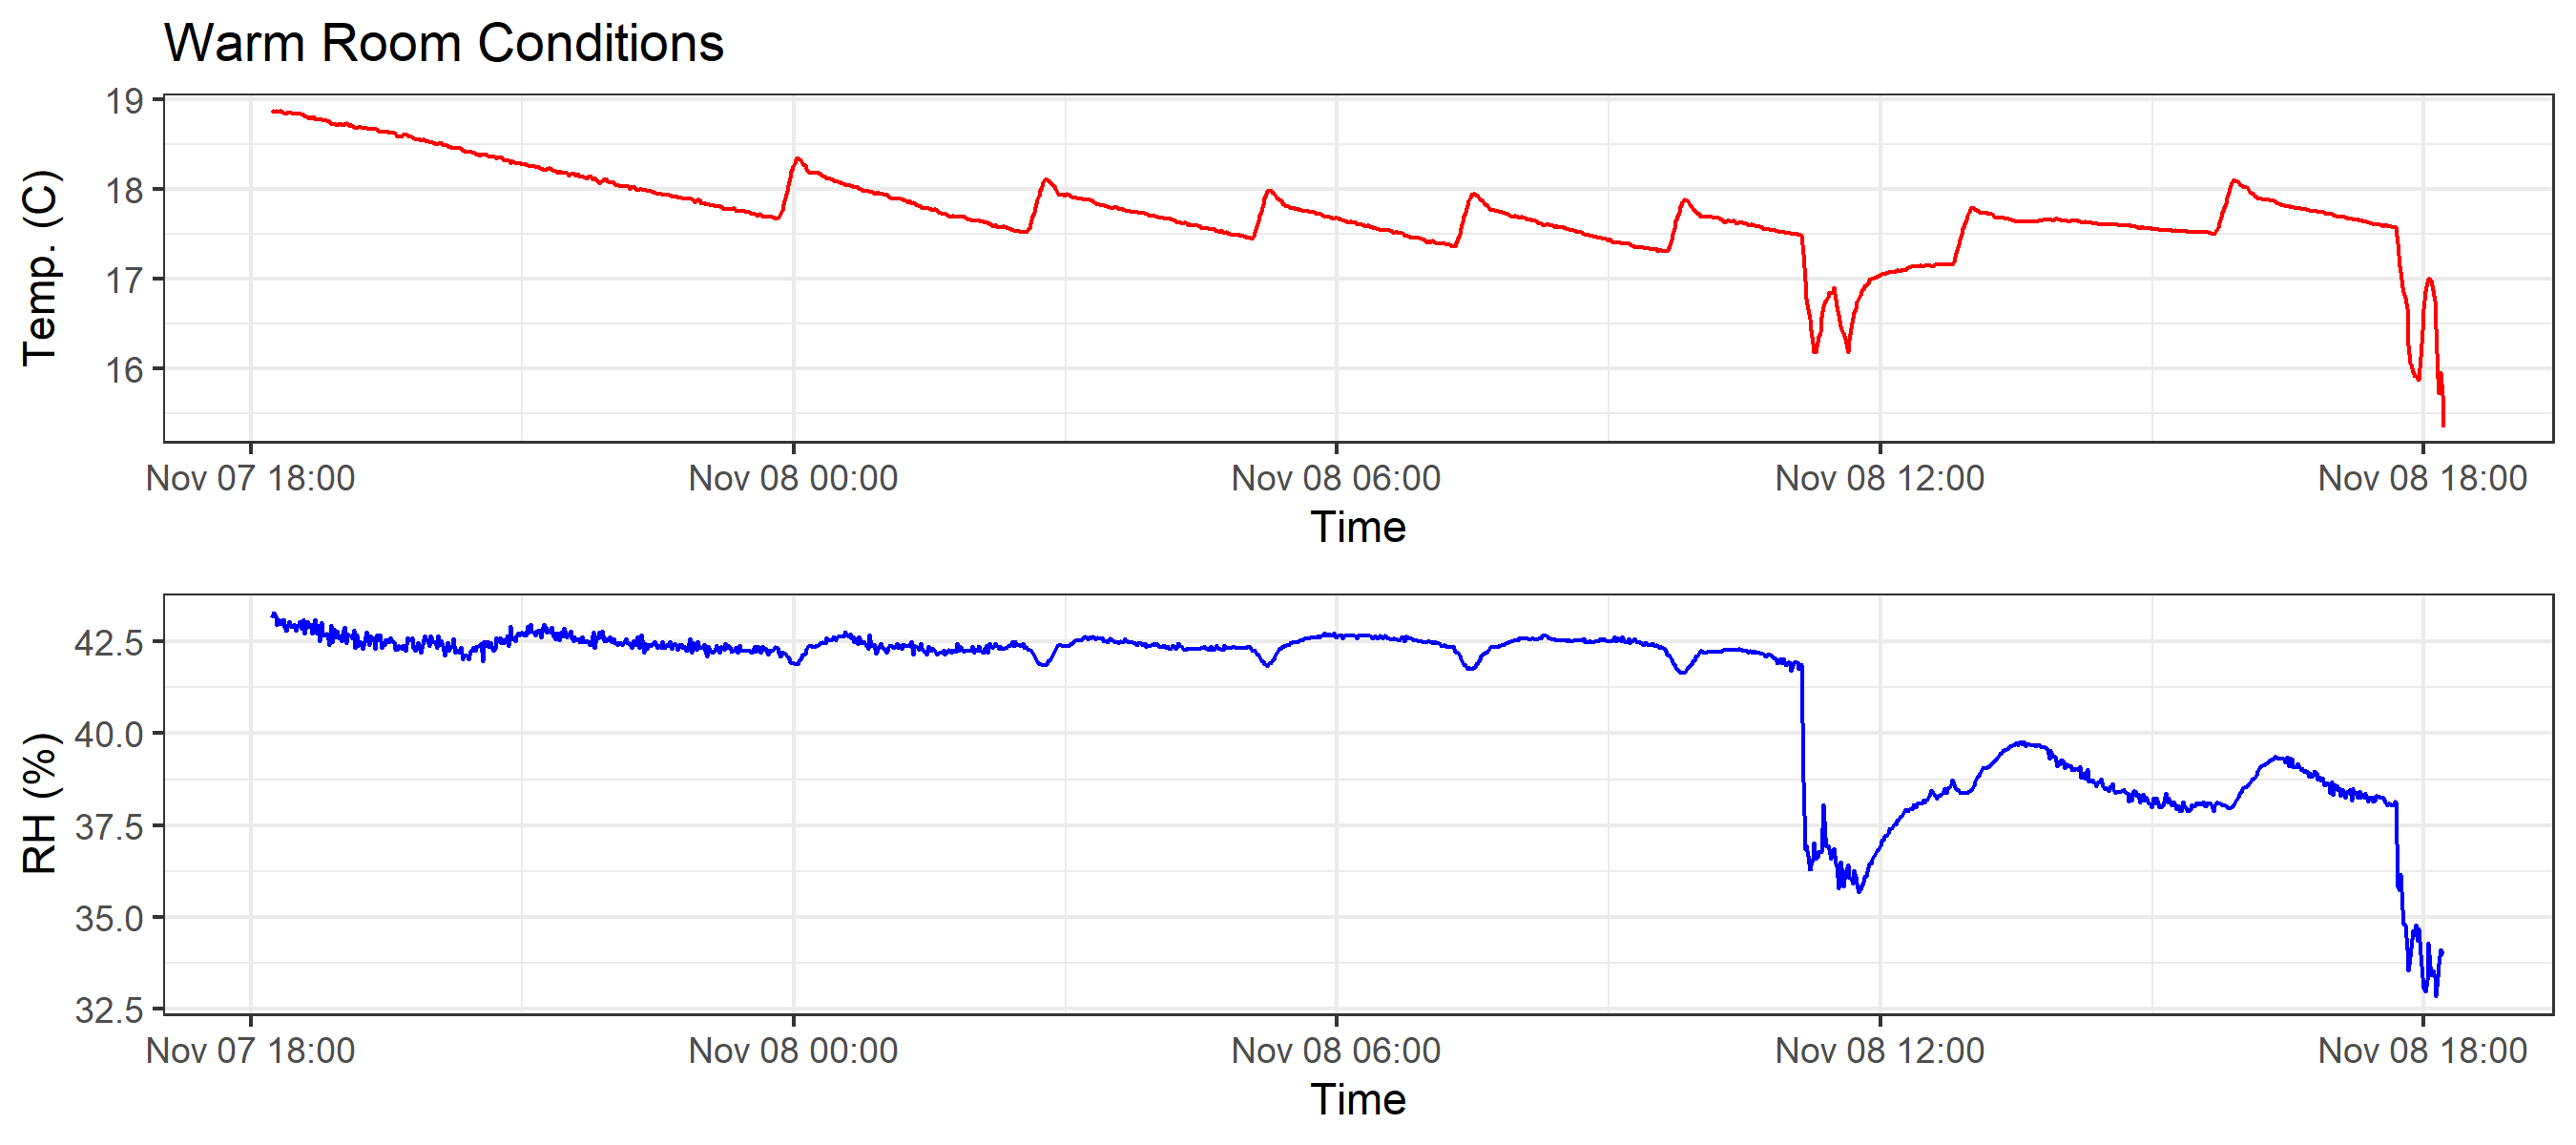 Warm Room Conditions
Temp. (C)
19
18
17
16
Nov 07 18:00 Nov 08 00:00 Nov 08 06:00 Nov 08 12:00 Nov 08 18:00
Time
RH (%)
42.5
40.0
37.5
35.0
32.5
Nov 07 18:00 Nov 08 00:00 Nov 08 06:00 Nov 08 12:00 Nov 08 18:00
Time